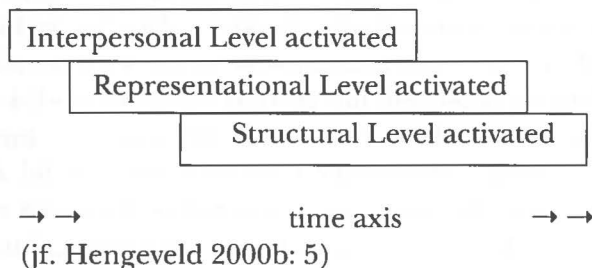 Interpersonal Level activated
Representational Level activated
Structural Level activated
→ → time axis → →
(jf. Hengeveld 2000b: 5)